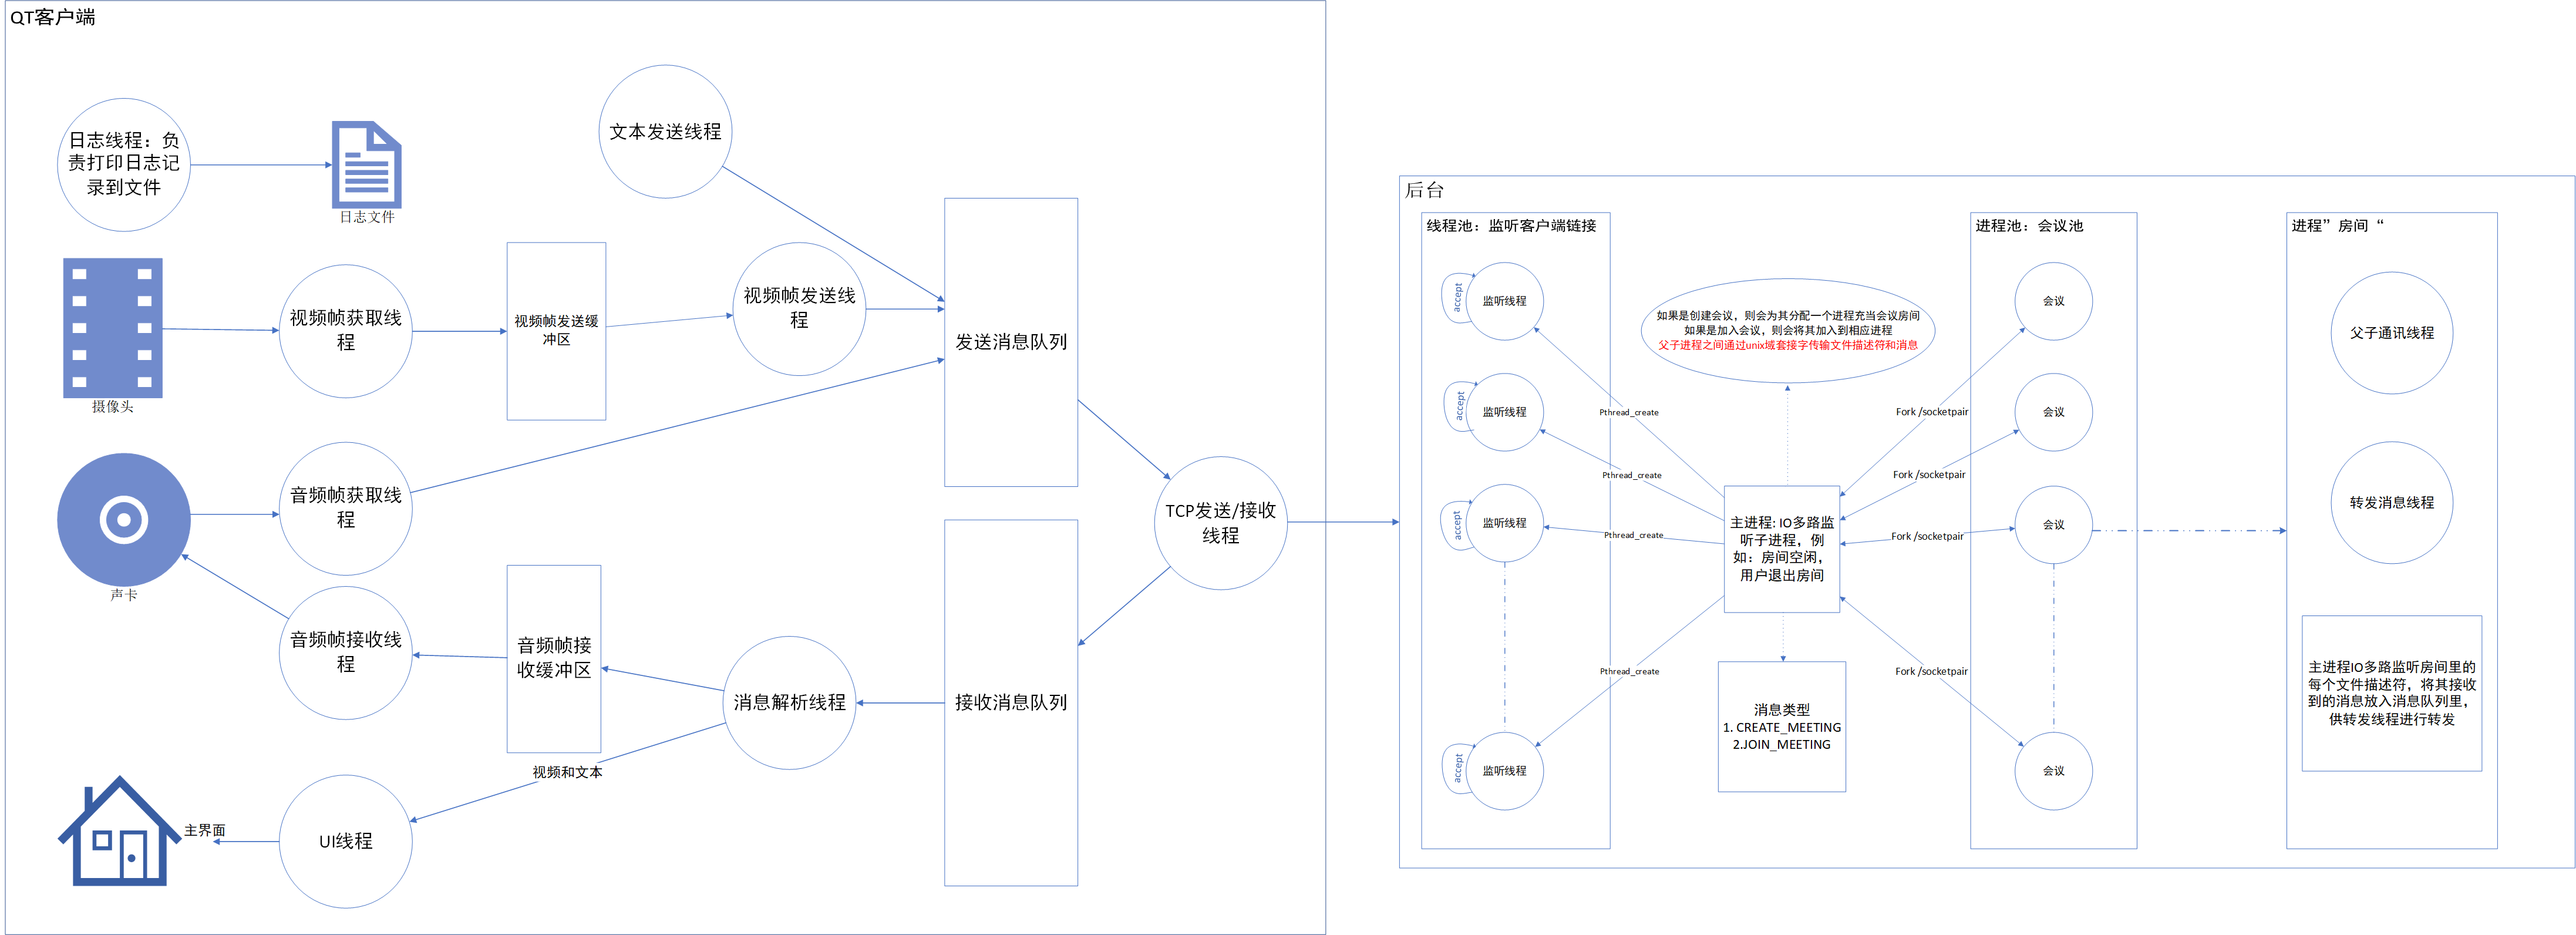 QT客户端
日志线程：负
责打印日志记
录到文件
日志文件
文本发送线程
摄像头
视频帧获取线
程
视频帧发送缓
冲区
视频帧发送线
程
发送消息队列
声卡
音频帧获取线
程
TCP发送/接收
线程
音频帧接收线
程
音频帧接
收缓冲区
消息解析线程
接收消息队列
视频和文本
主界面
UI线程
后台
线程池：监听客户端链接
accept
监听线程
accept
监听线程
accept
监听线程
accept
监听线程
Pthread_create
Pthread_create
Pthread_create
Pthread_create
如果是创建会议，则会为其分配一个进程充当会议房间
如果是加入会议，则会将其加入到相应进程
父子进程之间通过unix域套接字传输文件描述符和消息
主进程: IO多路监
听子进程，例
如：房间空闲，
用户退出房间
消息类型
1. CREATE_MEETING
2.JOIN_MEETING
Fork /socketpair
Fork /socketpair
Fork /socketpair
Fork /socketpair
进程池：会议池
会议
会议
会议
会议
进程”房间“
父子通讯线程
转发消息线程
主进程IO多路监听房间里的
每个文件描述符，将其接收
到的消息放入消息队列里，
供转发线程进行转发